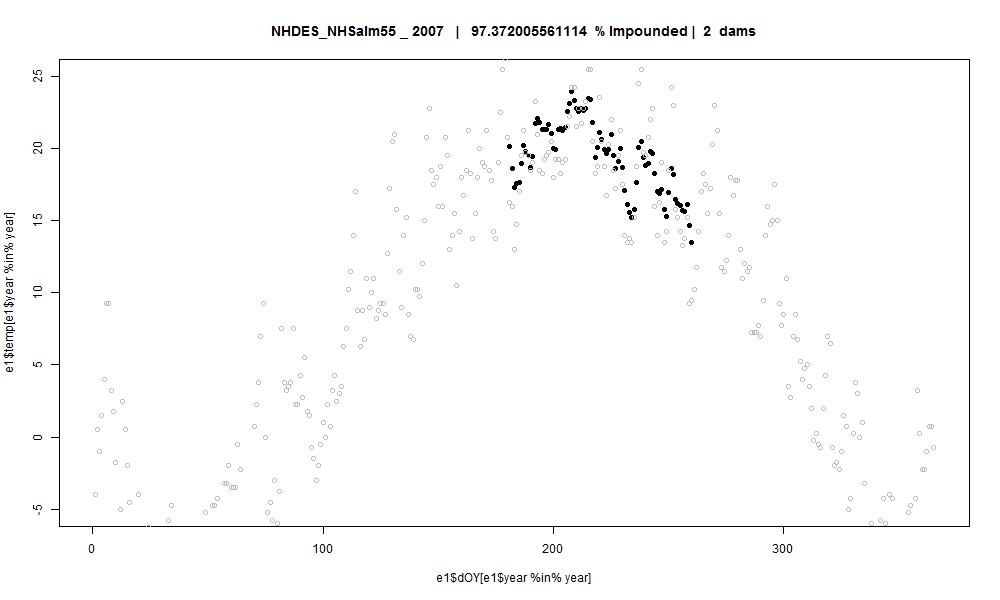 NHDES_NHSalm55 _ 2007 | 97.372005561114 % Impounded | 2 dams
e1$temp[e1$year %in% year]
25
20
15
10
5
0
-5
0 100 200 300
e1$dOY[e1$year %in% year]